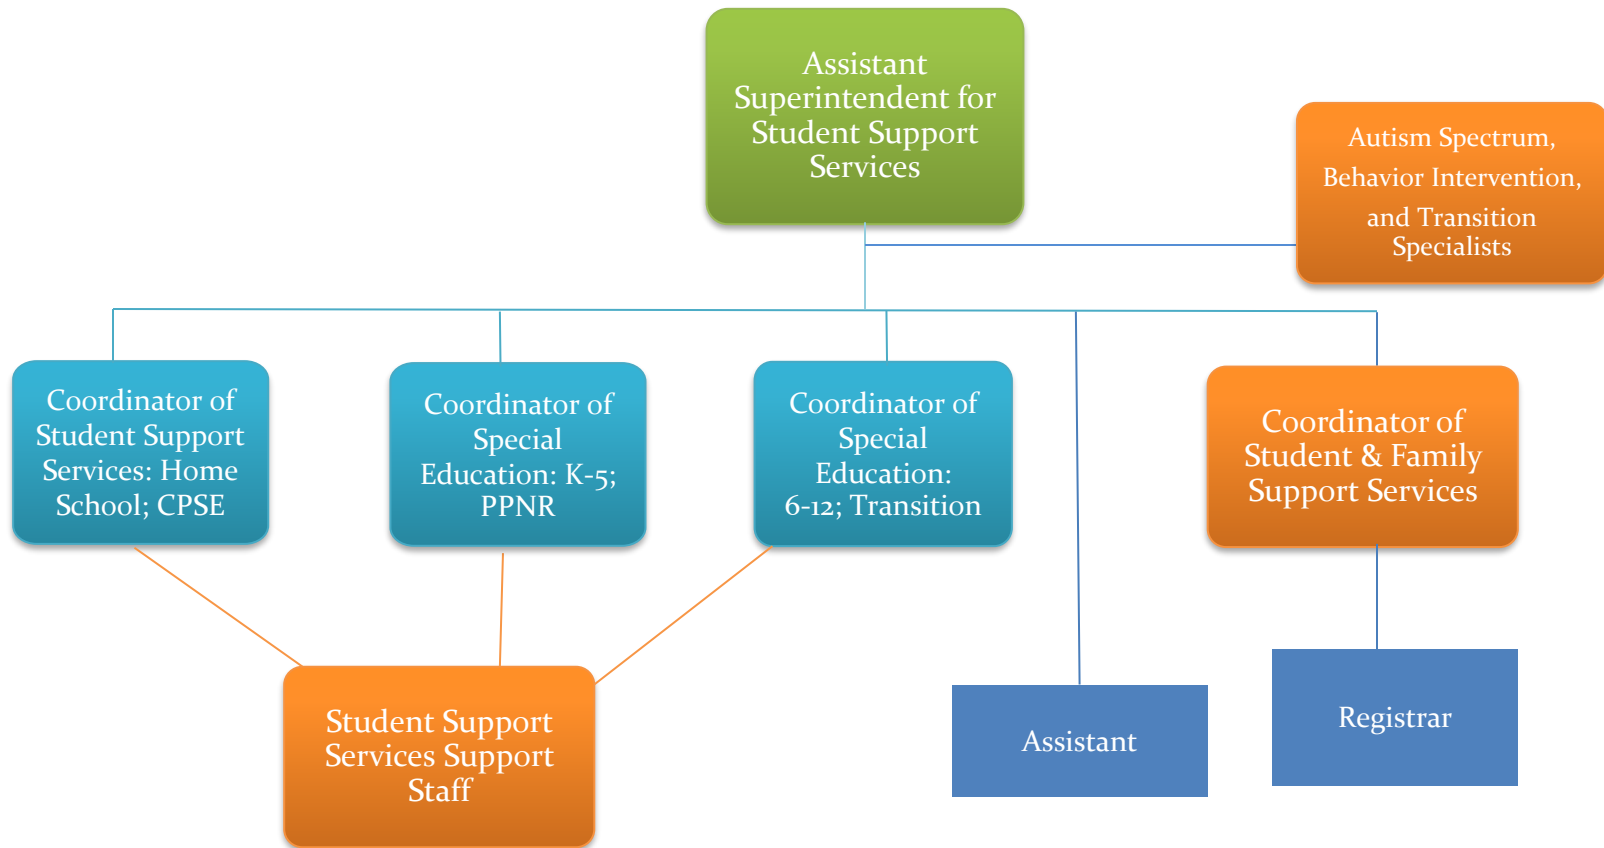 Assistant
Superintendent for
Student Support
Services
Autism Spectrum,
Behavior Intervention,
and Transition
Specialists
Coordinator of
Student Support
Services: Home
School; CPSE
Coordinator of
Special
Education: K-5;
PPNR
Coordinator of
Special
Education:
6-12; Transition
Coordinator of
Student & Family
Support Services
Student Support
Services Support
Staff
Assistant
Registrar